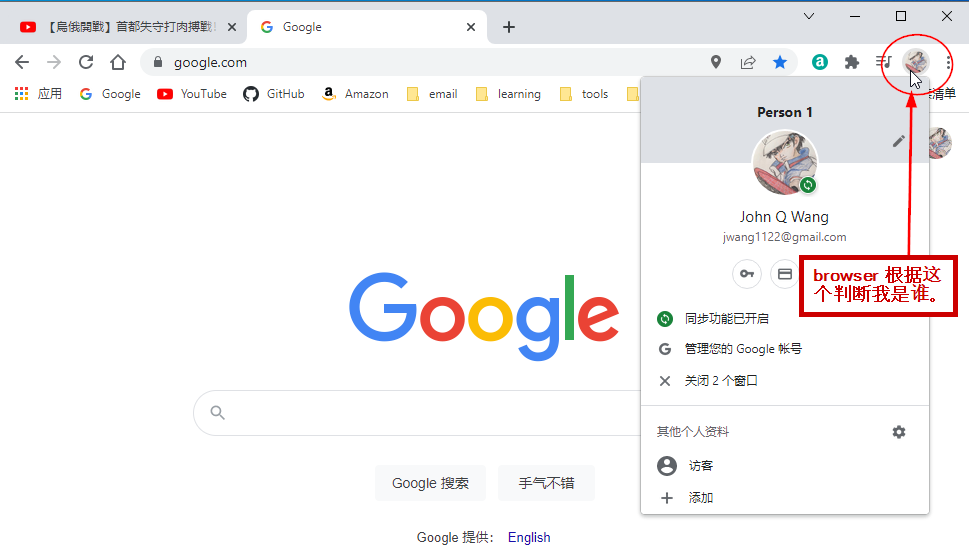 【烏俄開戰】首都失守打肉搏戰!
Google
google.com
a
应用
Google
YouTube
GitHub
Amazon
email
learning
tools
清单
Person 1
John Q Wang
jwang1122@gmail.com
browser 根据这
个判断我是谁。
同步功能已开启
管理您的 Google 帐号
关闭 2 个窗口
其他个人资料
访客
添加
Google
Google 搜索
手气不错
Google 提供： English